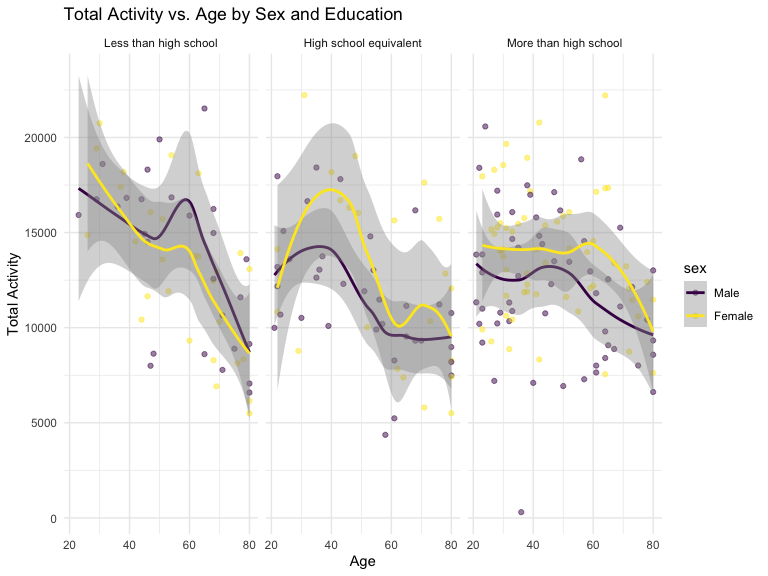 Total Activity vs. Age by Sex and Education
Less than high school
High school equivalent
More than high school
20000
15000
10000
5000
0
Total Activity
20 40 60 80
20 40 60 80
20 40 60 80
Age
sex
Male
Female